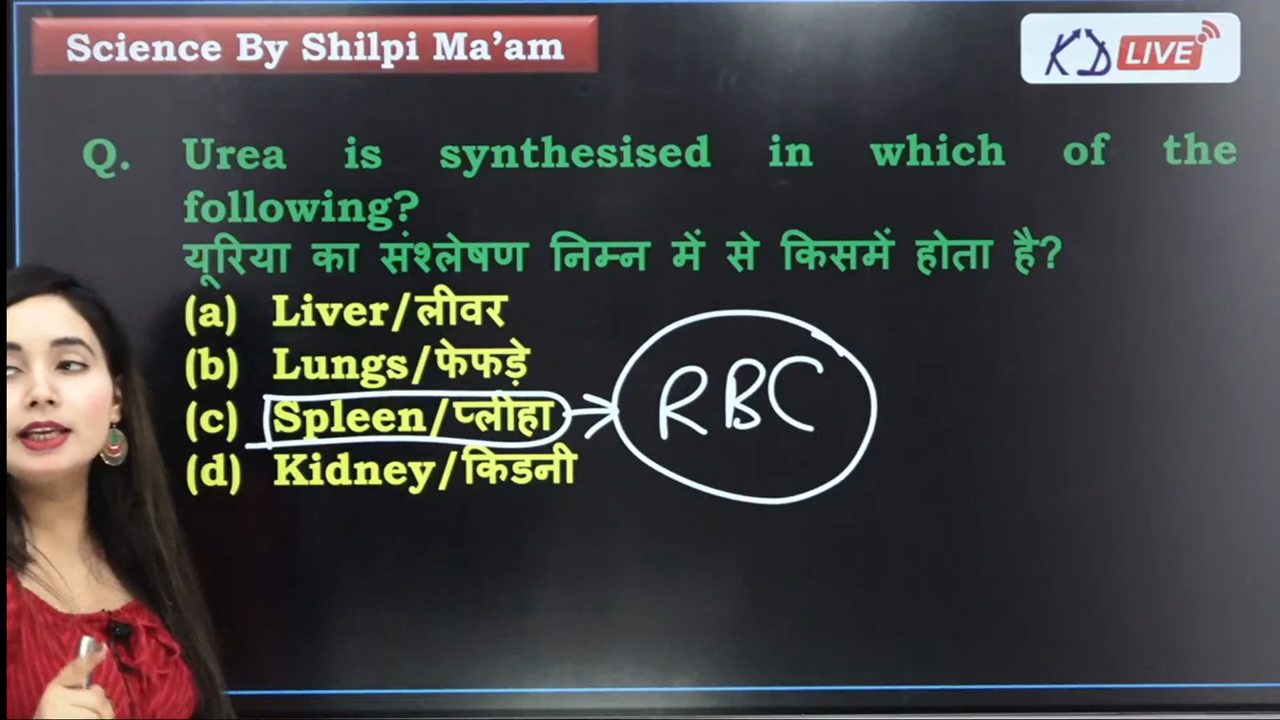 Science By Shilpi Ma’am
KD LIVE
Q. Urea is synthesised in which of the
following?
यूरिया का संश्लेषण निम्न में से किसमें होता है?
(a) Liver/लीवर
(b) Lungs/फेफड़े
(c) Spleen/प्लीहा
RBC
(d) Kidney/किडनी